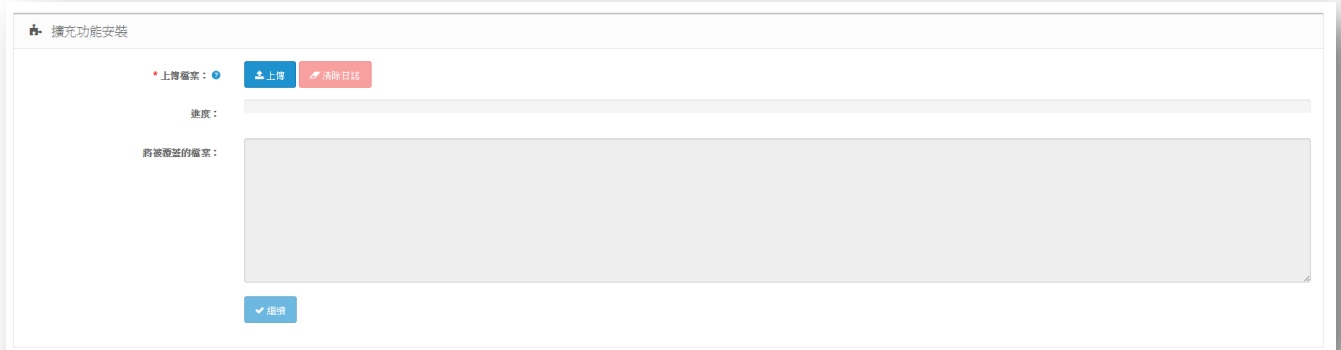 擴充功能安裝
* 上傳檔案：
上傳
清除日誌
進度：
將被覆蓋的檔案：
繼續